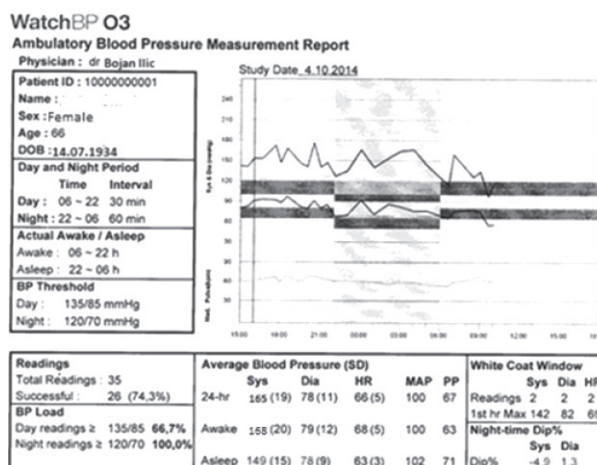 WatchBP O3
Ambulatory Blood Pressure Measurement Report
Physician : dr Bojan Ilic
Patient ID : 10000000001
Name :
Sex : Female
Age : 66
DOB : 14.07.1934
Day and Night Period
Time Interval
Day : 06 ~ 22 30 min
Night : 22 ~ 06 60 min
Actual Awake / Asleep
Awake : 06 ~ 22 h
Asleep : 22 ~ 06 h
BP Threshold
Day : 135/85 mmHg
Night : 120/70 mmHg
Study Date 4.10.2014
Sys & Dia (mmHg)
240
210
180
150
120
90
60
90
60
30
15:00 18:00 21:00 00:00 03:00 06:00 09:00 12:00 15:00 18
Readings
Total Readings : 35
Successful : 26 (74,3%)
BP Load
Day readings ≥ 135/85 66,7%
Night readings ≥ 120/70 100,0%
Average Blood Pressure (SD)
Sys Dia HR MAP PP
24-hr 165 (19) 78 (11) 66 (5) 100 67
Awake 168 (20) 79 (12) 68 (5) 100 63
Asleep 149 (15) 78 (9) 63 (3) 102 71
White Coat Window
Sys Dia HR
Readings 2 2 2
1st hr Max 142 82
Night-time Dip%
Sys Dia
Dip% -4,9 1,3